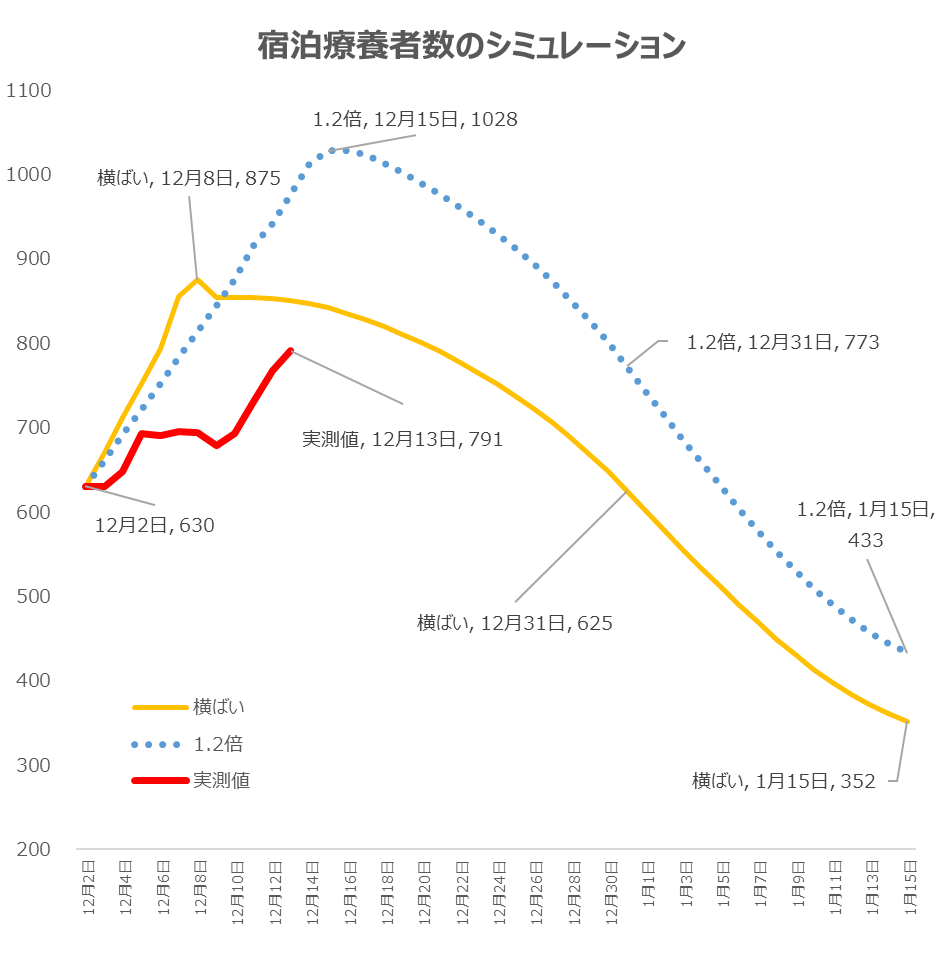 宿泊療養者数のシミュレーション
1100
1000
900
800
700
600
500
400
300
200
1.2倍, 12月15日, 1028
横ばい, 12月8日, 875
1.2倍, 12月31日, 773
実測値, 12月13日, 791
12月2日, 630
1.2倍, 1月15日,
433
横ばい, 12月31日, 625
横ばい, 1月15日, 352
横ばい
1.2倍
実測値
12月2日
12月4日
12月6日
12月8日
12月10日
12月12日
12月14日
12月16日
12月18日
12月20日
12月22日
12月24日
12月26日
12月28日
12月30日
1月1日
1月3日
1月5日
1月7日
1月9日
1月11日
1月13日
1月15日